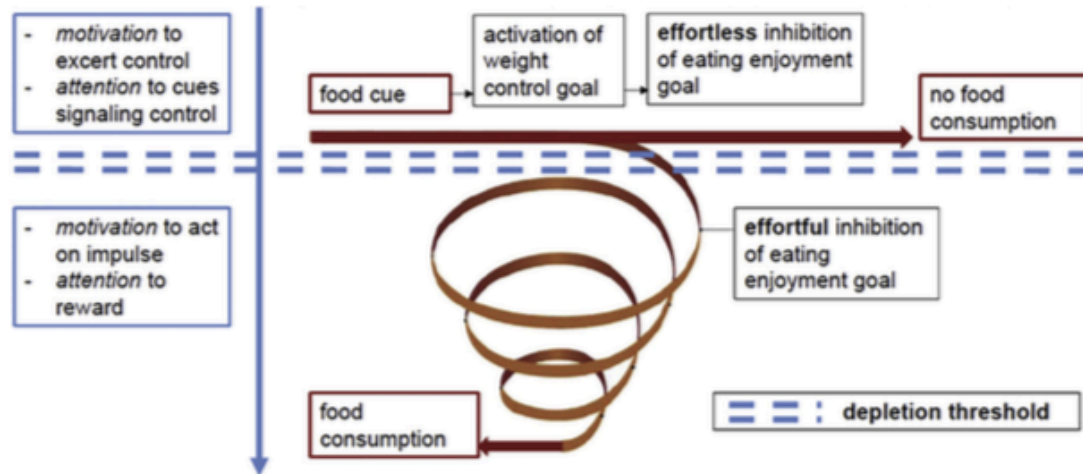 - motivation to
excert control
- attention to cues
signaling control
food cue
activation of
weight
control goal
effortless inhibition
of eating enjoyment
goal
no food
consumption
- motivation to act
on impulse
- attention to
reward
effortful inhibition
of eating
enjoyment goal
food
consumption
depletion threshold